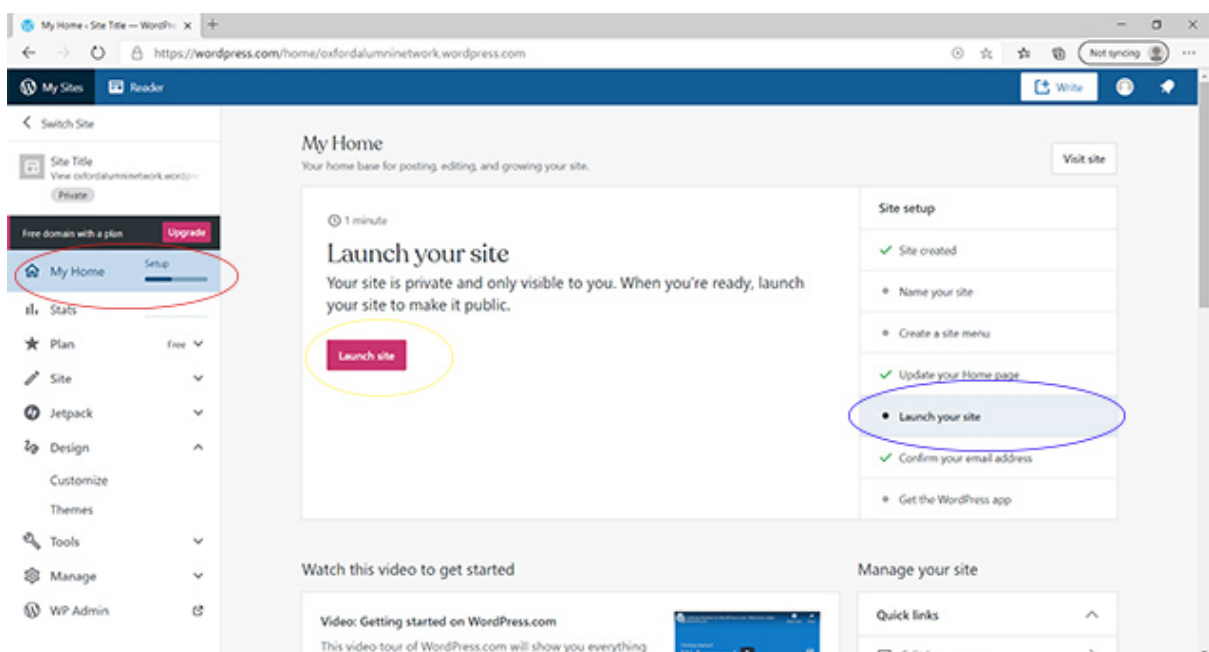 My Home ‹ Site Title — WordPr
https://wordpress.com/home/oxfordalumninetwork.wordpress.com
Not syncing
My Sites
Reader
Write
Switch Site
Site Title
View oxfordalumninetwork.wordpre
Private
Free domain with a plan
Upgrade
My Home
Setup
Stats
Plan
Free
Site
Jetpack
Design
Customize
Themes
Tools
Manage
WP Admin
My Home
Your home base for posting, editing, and growing your site.
Visit site
1 minute
Launch your site
Your site is private and only visible to you. When you're ready, launch
your site to make it public.
Launch site
Site setup
Site created
Name your site
Create a site menu
Update your Home page
Launch your site
Confirm your email address
Get the WordPress app
Watch this video to get started
Video: Getting started on WordPress.com
This video tour of WordPress.com will show you everything
Manage your site
Quick links